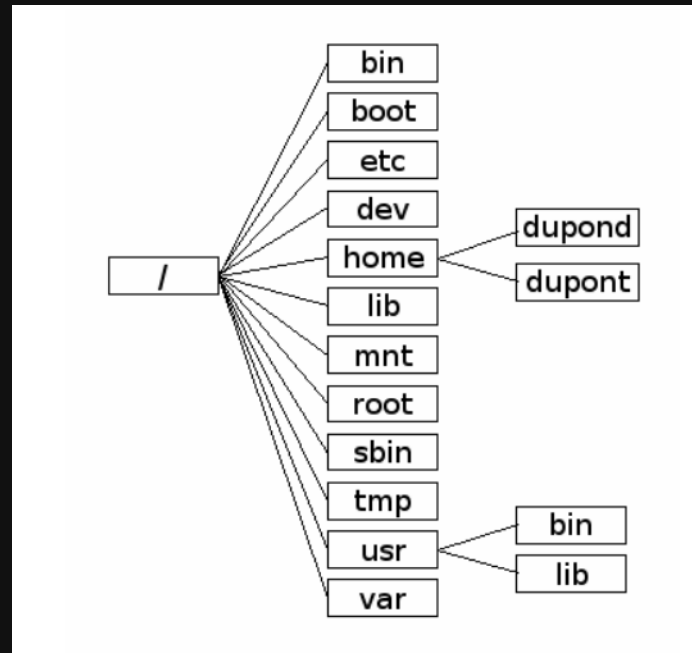 /
bin
boot
etc
dev
home
dupond
dupont
lib
mnt
root
sbin
tmp
usr
bin
lib
var